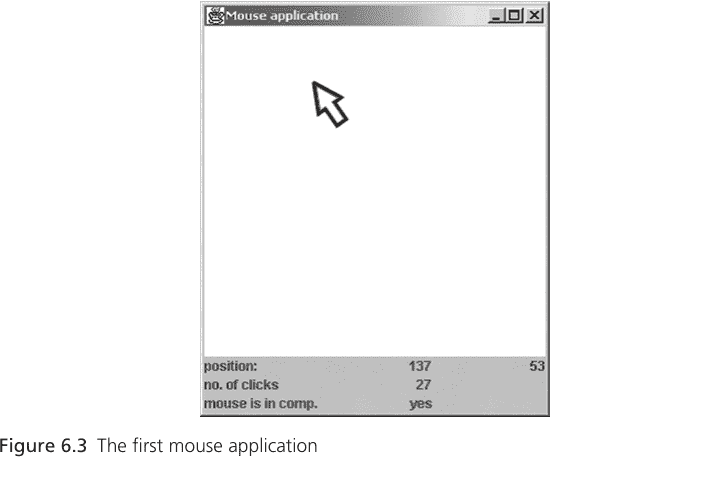 Mouse application
position: 137 53
no. of clicks 27
mouse is in comp. yes
Figure 6.3 The first mouse application